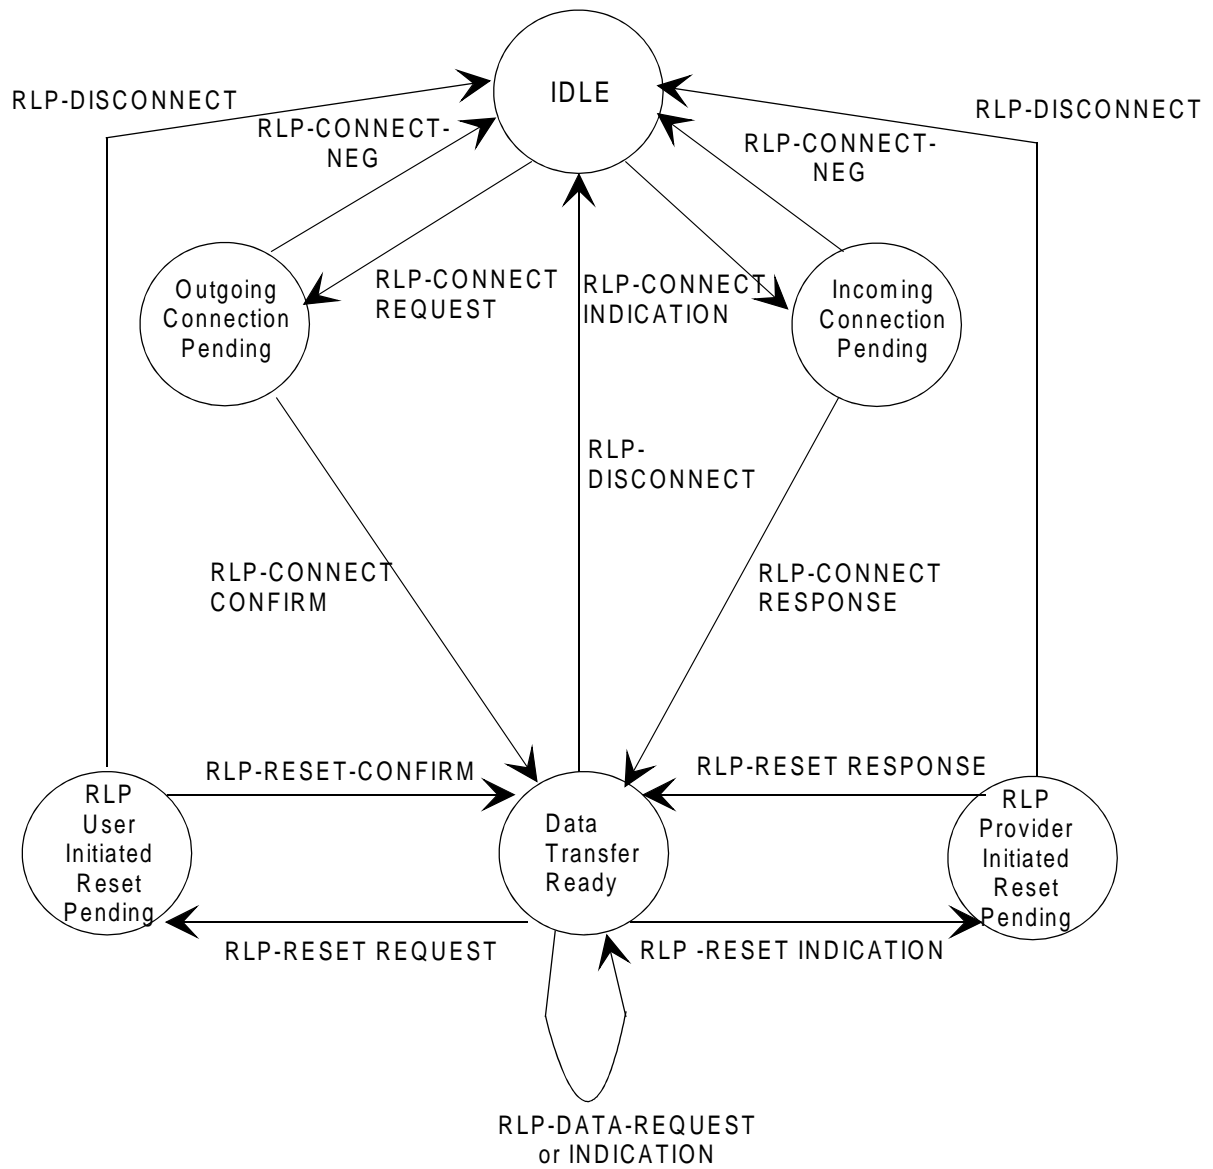 IDLE
RLP-DISCONNECT
RLP-DISCONNECT
RLP-CONNECT-
NEG
RLP-CONNECT-
NEG
Outgoing
Connection
Pending
RLP-CONNECT
REQUEST
RLP-CONNECT
INDICATION
Incoming
Connection
Pending
RLP-
DISCONNECT
RLP-CONNECT
CONFIRM
RLP-CONNECT
RESPONSE
RLP-RESET-CONFIRM
RLP-RESET RESPONSE
RLP
User
Initiated
Reset
Pending
Data
Transfer
Ready
RLP
Provider
Initiated
Reset
Pending
RLP-RESET REQUEST
RLP -RESET INDICATION
RLP-DATA-REQUEST
or INDICATION